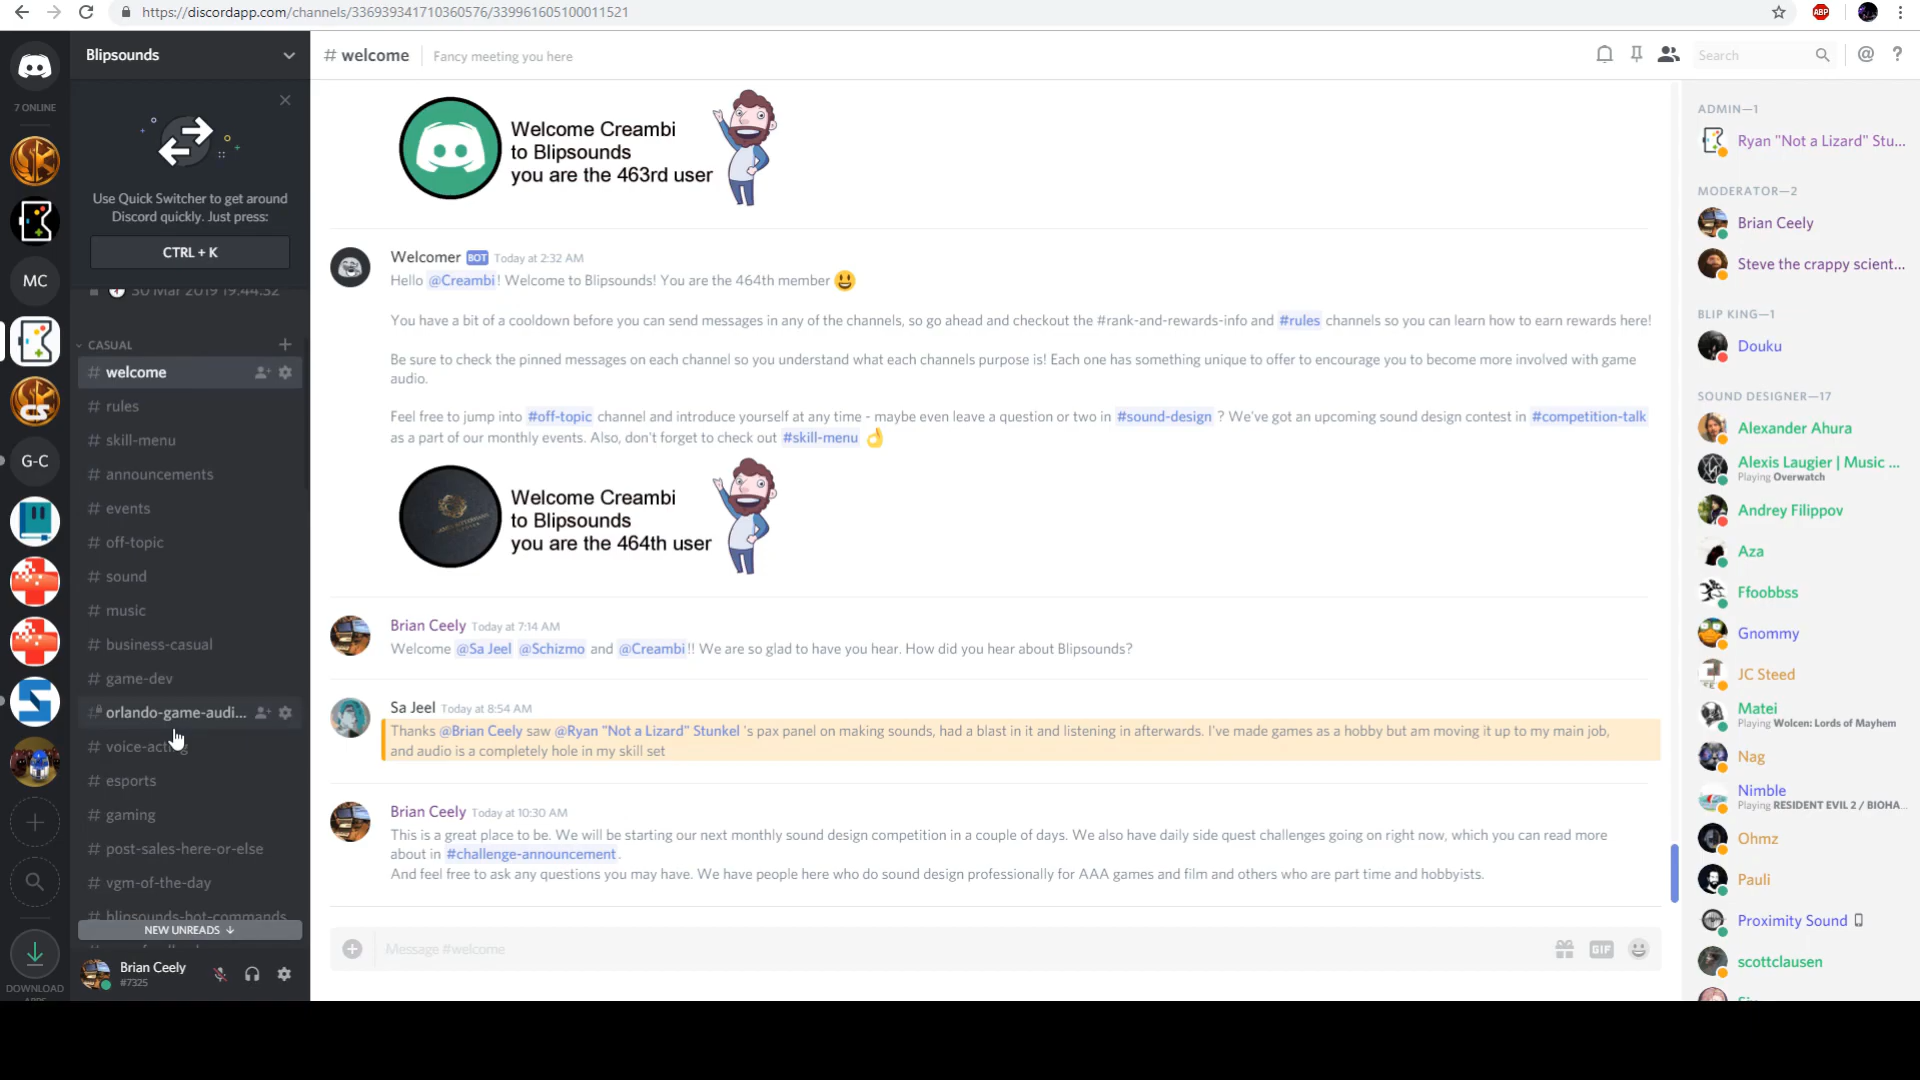 https://discordapp.com/channels/336939341710360576/339961605100011521
ABP
7 ONLINE
MC
G-C
DOWNLOAD
Blipsounds
Use Quick Switcher to get around
Discord quickly. Just press:
CTRL + K
30 Mar 2019 19:44:32
CASUAL
# welcome
# rules
# skill-menu
# announcements
# events
# off-topic
# sound
# music
# business-casual
# game-dev
# orlando-game-audi...
# voice-acting
# esports
# gaming
# post-sales-here-or-else
# vgm-of-the-day
# blipsounds-bot-commands
NEW UNREADS ↓
Brian Ceely
#7325
# welcome
Fancy meeting you here
Search
@ ?
Welcome Creambi
to Blipsounds
you are the 463rd user
Welcomer BOT Today at 2:32 AM
Hello @Creambi! Welcome to Blipsounds! You are the 464th member 😃
You have a bit of a cooldown before you can send messages in any of the channels, so go ahead and checkout the #rank-and-rewards-info and #rules channels so you can learn how to earn rewards here!
Be sure to check the pinned messages on each channel so you understand what each channels purpose is! Each one has something unique to offer to encourage you to become more involved with game
audio.
Feel free to jump into #off-topic channel and introduce yourself at any time - maybe even leave a question or two in #sound-design ? We've got an upcoming sound design contest in #competition-talk
as a part of our monthly events. Also, don't forget to check out #skill-menu 👌
Welcome Creambi
to Blipsounds
you are the 464th user
Brian Ceely Today at 7:14 AM
Welcome @Sa Jeel @Schizmo and @Creambi!! We are so glad to have you hear. How did you hear about Blipsounds?
Sa Jeel Today at 8:54 AM
Thanks @Brian Ceely saw @Ryan "Not a Lizard" Stunkel 's pax panel on making sounds, had a blast in it and listening in afterwards. I've made games as a hobby but am moving it up to my main job,
and audio is a completely hole in my skill set
Brian Ceely Today at 10:30 AM
This is a great place to be. We will be starting our next monthly sound design competition in a couple of days. We also have daily side quest challenges going on right now, which you can read more
about in #challenge-announcement.
And feel free to ask any questions you may have. We have people here who do sound design professionally for AAA games and film and others who are part time and hobbyists.
Message #welcome
GIF
ADMIN—1
Ryan "Not a Lizard" Stu...
MODERATOR—2
Brian Ceely
Steve the crappy scient...
BLIP KING—1
Douku
SOUND DESIGNER—17
Alexander Ahura
Alexis Laugier | Music ...
Playing Overwatch
Andrey Filippov
Aza
Ffoobbss
Gnommy
JC Steed
Matei
Playing Wolcen: Lords of Mayhem
Nag
Nimble
Playing RESIDENT EVIL 2 / BIOHA...
Ohmz
Pauli
Proximity Sound
scottclausen